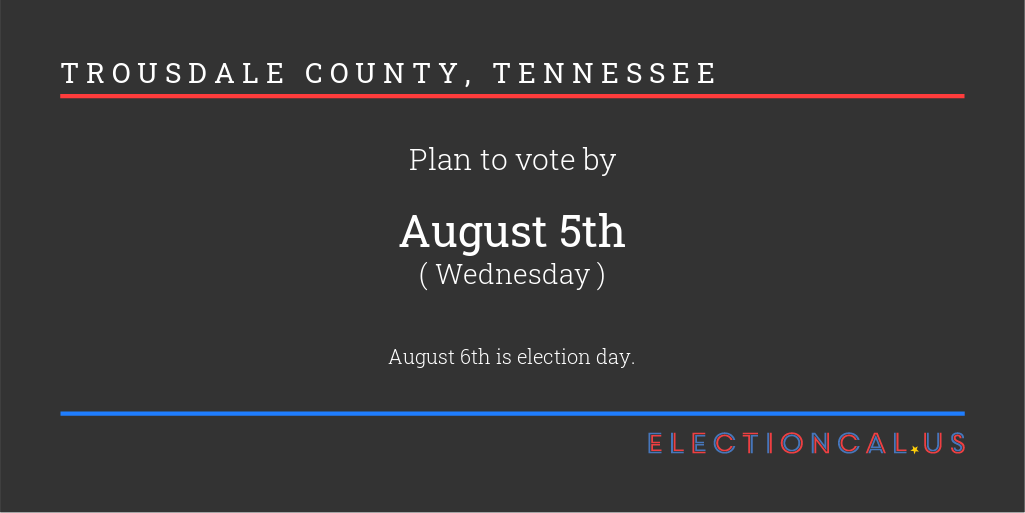 TROUSDALE COUNTY, TENNESSEE
Plan to vote by
August 5th
( Wednesday )
August 6th is election day.
ELECTIONCAL.US